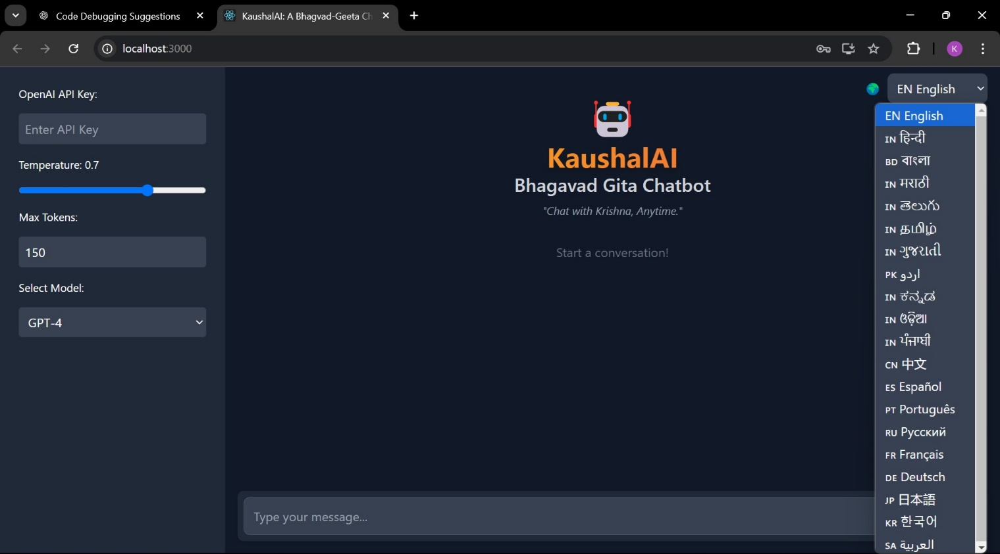 Code Debugging Suggestions
KaushalAI: A Bhagvad-Geeta Ch
localhost:3000
K
OpenAI API Key:
Enter API Key
Temperature: 0.7
Max Tokens:
150
Select Model:
GPT-4
KaushalAI
Bhagavad Gita Chatbot
"Chat with Krishna, Anytime."
Start a conversation!
Type your message...
EN English
EN English
IN हिन्दी
BD বাংলা
IN मराठी
IN తెలుగు
IN தமிழ்
IN ગુજરાતી
PK اردو
IN ಕನ್ನಡ
IN ଓଡ଼ିଆ
IN ਪੰਜਾਬੀ
CN 中文
ES Español
PT Português
RU Русский
FR Français
DE Deutsch
JP 日本語
KR 한국어
SA العربية